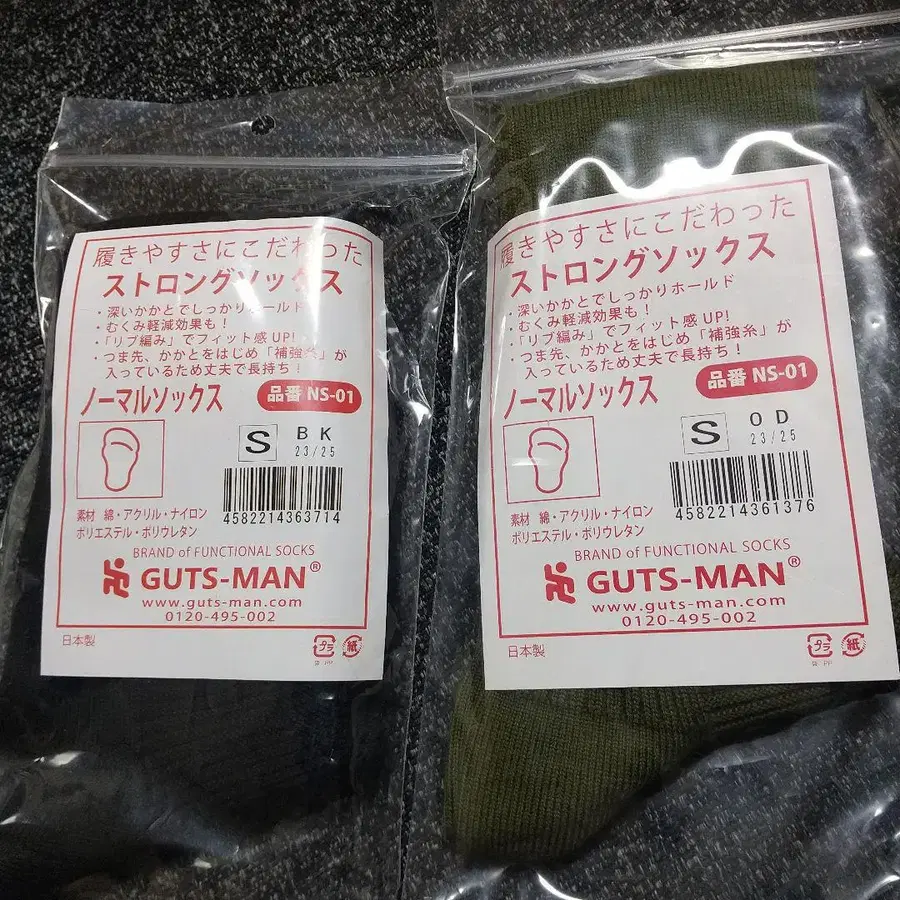 履きやすさにこだわった
ストロングソックス
・深いかかとでしっかりホールド
・むくみ軽減効果も!
・「リブ編み」でフィット感UP!
・つま先、かかとをはじめ「補強糸」が
入っているため丈夫で長持ち!
ノーマルソックス
品番 NS-01
S
BK
23/25
4582214363714
素材 綿・アクリル・ナイロン
ポリエステル・ポリウレタン
BRAND of FUNCTIONAL SOCKS
GUTS-MAN®
www.guts-man.com
0120-495-002
日本製
プラ
紙
袋:PP
履きやすさにこだわった
ストロングソックス
・深いかかとでしっかりホールド
・むくみ軽減効果も!
・「リブ編み」でフィット感UP!
・つま先、かかとをはじめ「補強糸」が
入っているため丈夫で長持ち!
ノーマルソックス
品番 NS-01
S
OD
23/25
4582214361376
素材 綿・アクリル・ナイロン
ポリエステル・ポリウレタン
BRAND of FUNCTIONAL SOCKS
GUTS-MAN®
www.guts-man.com
0120-495-002
日本製
プラ
紙
袋:PP